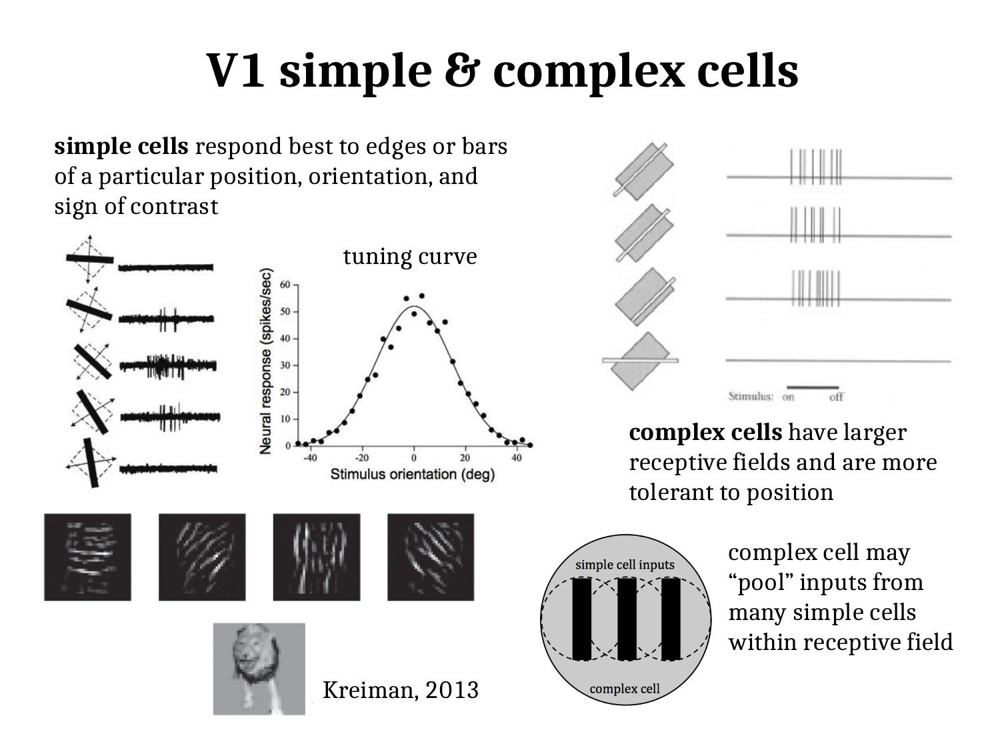 V1 simple & complex cells
simple cells respond best to edges or bars
of a particular position, orientation, and
sign of contrast
tuning curve
Neural response (spikes/sec)
60
50
40
30
20
10
0
-40 -20 0 20 40
Stimulus orientation (deg)
Stimulus: on off
complex cells have larger
receptive fields and are more
tolerant to position
simple cell inputs
complex cell
complex cell may
“pool” inputs from
many simple cells
within receptive field
Kreiman, 2013